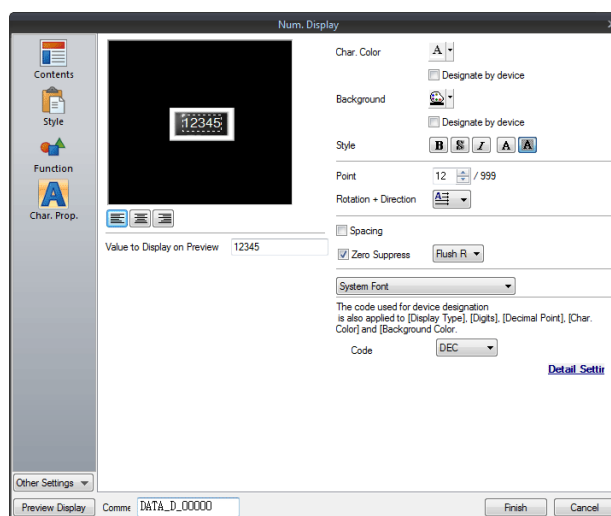 Num. Display
Contents
Style
Function
Char. Prop.
Other Settings
Preview Display
12345
Value to Display on Preview 12345
Char. Color A
Designate by device
Background
Designate by device
Style B S I A A
Point 12 / 999
Rotation + Direction A
Spacing
Zero Suppress Flush R
System Font
The code used for device designation
is also applied to [Display Type], [Digits], [Decimal Point], [Char.
Color] and [Background Color.
Code DEC
Detail Settin
Comme DATA_D_00000
Finish Cancel